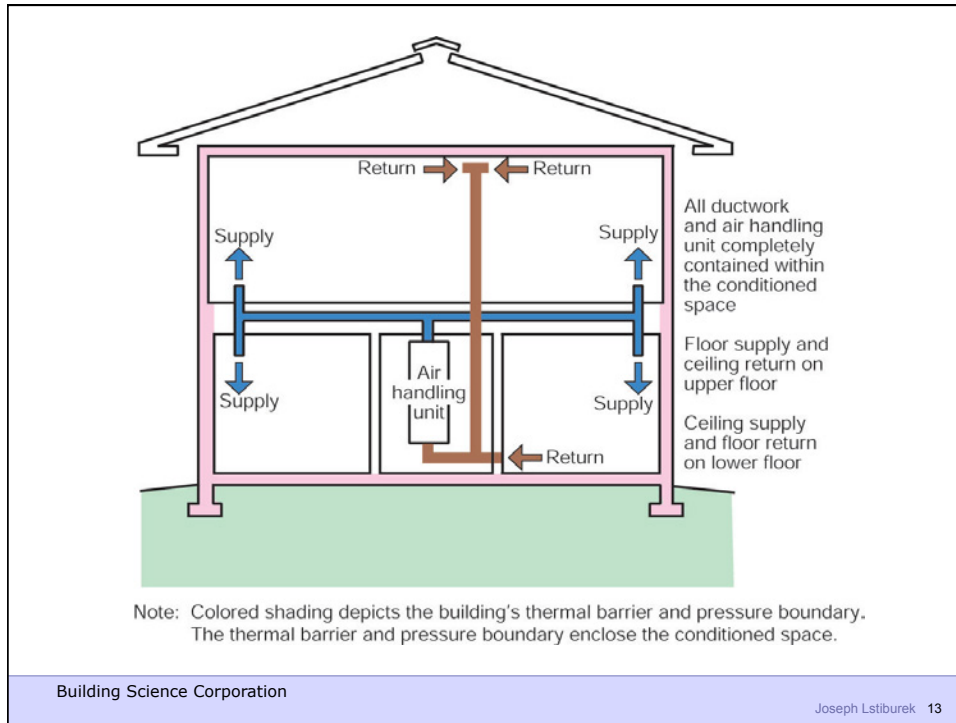 Return
Return
Supply
Supply
All ductwork
and air handling
unit completely
contained within
the conditioned
space
Floor supply and
ceiling return on
upper floor
Air
handling
unit
Supply
Supply
Ceiling supply
and floor return
on lower floor
Return
Note: Colored shading depicts the building's thermal barrier and pressure boundary.
The thermal barrier and pressure boundary enclose the conditioned space.
Building Science Corporation
Joseph Lstiburek 13